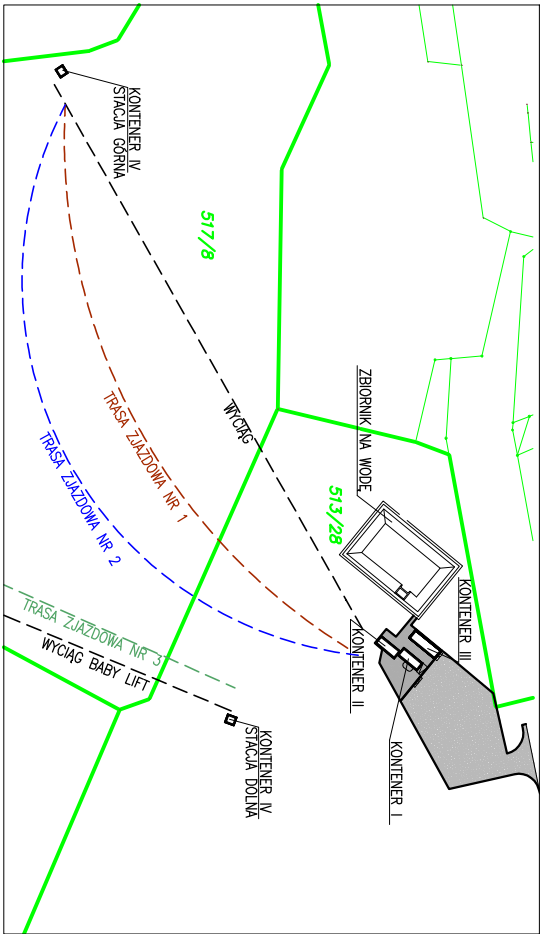 KONTENER IV
STACJA GÓRNA
517/8
WYCIĄG
TRASA ZJAZDOWA NR 1
TRASA ZJAZDOWA NR 2
ZBIORNIK NA WODĘ
513/28
KONTENER III
KONTENER II
KONTENER I
TRASA ZJAZDOWA NR 3
WYCIĄG BABY LIFT
KONTENER IV
STACJA DOLNA